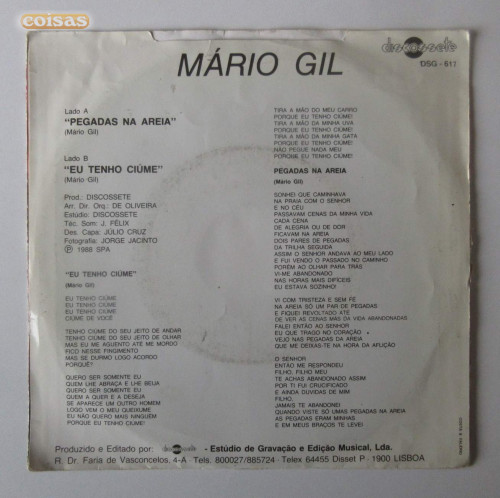 coisas
discossete
DSG - 517
MÁRIO GIL
Lado A
"PEGADAS NA AREIA"
(Mário Gil)
Lado B
"EU TENHO CIÚME"
(Mário Gil)
Prod.: DISCOSSETE
Arr. Dir. Orq.: DE OLIVEIRA
Estúdio: DISCOSSETE
Téc. Som: J. FÉLIX
Des. Capa: JULIO CRUZ
Fotografia: JORGE JACINTO
Ⓟ 1988 SPA
"EU TENHO CIÚME"
(Mário Gil)
EU TENHO CIÚME
EU TENHO CIÚME
EU TENHO CIÚME
EU TENHO CIÚME
CIÚME DE VOCÊ
TENHO CIÚME DO SEU JEITO DE ANDAR
TENHO CIÚME DO SEU JEITO DE OLHAR
MAS EU ME AGUENTO ATÉ ME MORDO
FICO NESSE FINGIMENTO
MAS SE DURMO LOGO ACORDO
PORQUÊ?
QUERO SER SOMENTE EU
QUEM LHE ABRAÇA E LHE BEIJA
QUERO SER SOMENTE EU
QUEM A QUER E A DESEJA
SE APARECE UM OUTRO HOMEM
LOGO VEM O MEU QUEIXUME
EU NÃO QUERO MAIS NINGUÉM
PORQUE EU TENHO CIUME!
TIRA A MÃO DO MEU CARRO
PORQUE EU TENHO CIUME!
TIRA A MÃO DA MINHA UVA
PORQUE EU TENHO CIUME!
TIRA A MÃO DA MINHA GATA
PORQUE EU TENHO CIUME!
NÃO PEGUE NADA MEU
PORQUE EU TENHO CIUME!
PEGADAS NA AREIA
(Mário Gil)
SONHEI QUE CAMINHAVA
NA PRAIA COM O SENHOR
E NO CÉU
PASSAVAM CENAS DA MINHA VIDA
CADA CENA
DE ALEGRIA OU DE DOR
FICAVAM NA AREIA
DOIS PARES DE PEGADAS
DA TRILHA SEGUIDA
ASSIM O SENHOR ANDAVA AO MEU LADO
E FUI VENDO O PASSADO NO CAMINHO
PORÉM AO OLHAR PARA TRÁS
VI-ME ABANDONADO
NAS HORAS MAIS DIFÍCEIS
EU ESTAVA SOZINHO!
VI COM TRISTEZA E SEM FÉ
NA AREIA SÓ UM PAR DE PEGADAS
E FIQUEI REVOLTADO ATÉ
DE VER AS CENAS MAS DA VIDA ABANDONADAS
FALEI ENTÃO AO SENHOR
EU QUE TRAGO NO CORAÇÃO
VEJO NAS PEGADAS DA AREIA
QUE ME DEIXAS-TE NA HORA DA AFLIÇÃO
O SENHOR
ENTÃO ME RESPONDEU
FILHO, FILHO MEU
TE ACHAS ABANDONADO ASSIM
POR TI FUI CRUCIFICADO
E AINDA DUVIDAS DE MIM
FILHO,
JAMAIS TE ABANDONEI
QUANDO VISTE SÓ UMAS PEGADAS NA AREIA
AS PEGADAS ERAM MINHAS
E EM MEUS BRAÇOS TE LEVEI
Produzido e Editado por: discossete - Estúdio de Gravação e Edição Musical, Lda.
R. Dr. Faria de Vasconcelos, 4-A - Tels. 800027/885724 - Telex 64455 Disset P - 1900 LISBOA